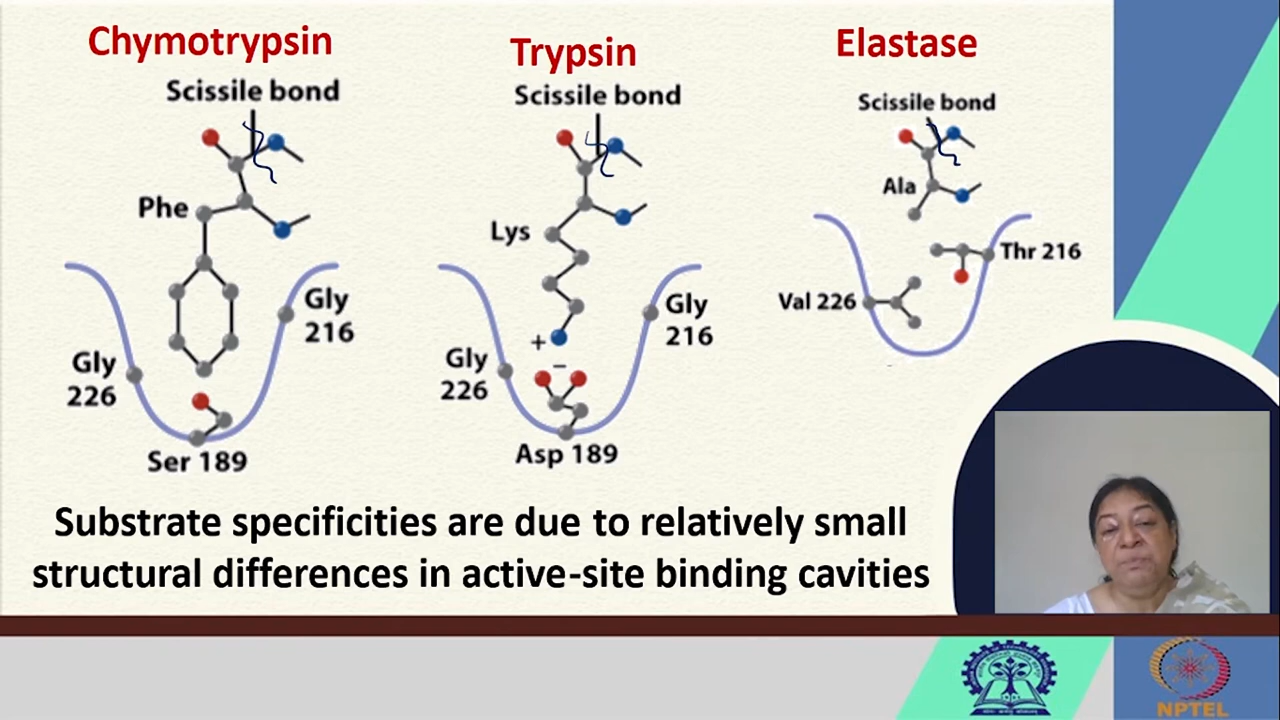 Chymotrypsin
Scissile bond
Phe
Gly
216
Gly
226
Ser 189
Trypsin
Scissile bond
Lys
+
−
Gly
216
Gly
226
Asp 189
Elastase
Scissile bond
Ala
Thr 216
Val 226
Substrate specificities are due to relatively small
structural differences in active-site binding cavities
NPTEL